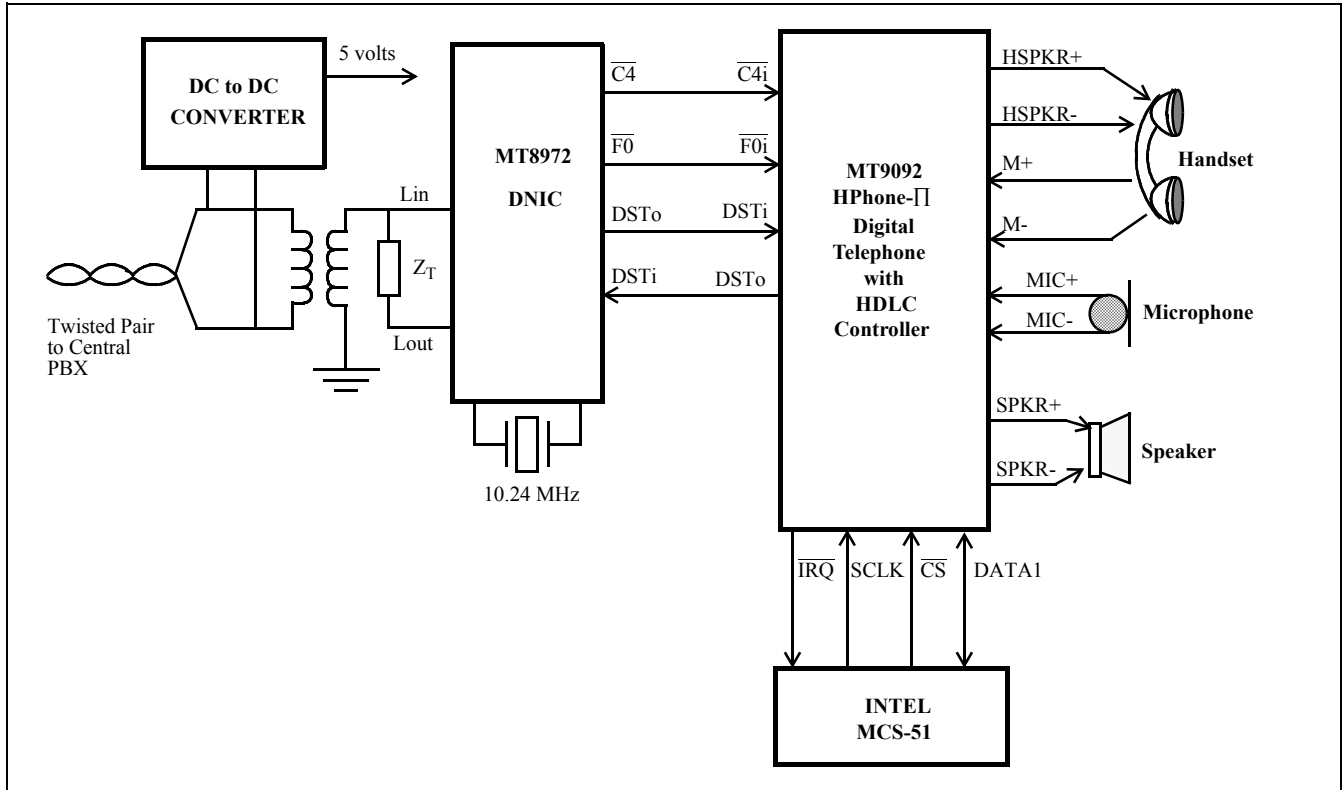 DC to DC
CONVERTER
5 volts
Twisted Pair
to Central
PBX
Lin
Z_T
Lout
MT8972
DNIC
10.24 MHz
C4̅
C4i̅
F0̅
F0i̅
DSTo
DSTi
DSTi
DSTo
MT9092
HPhone-Π
Digital
Telephone
with
HDLC
Controller
HSPKR+
HSPKR-
M+
M-
Handset
MIC+
MIC-
Microphone
SPKR+
SPKR-
Speaker
IRQ̅
SCLK
CS̅
DATA1
INTEL
MCS-51